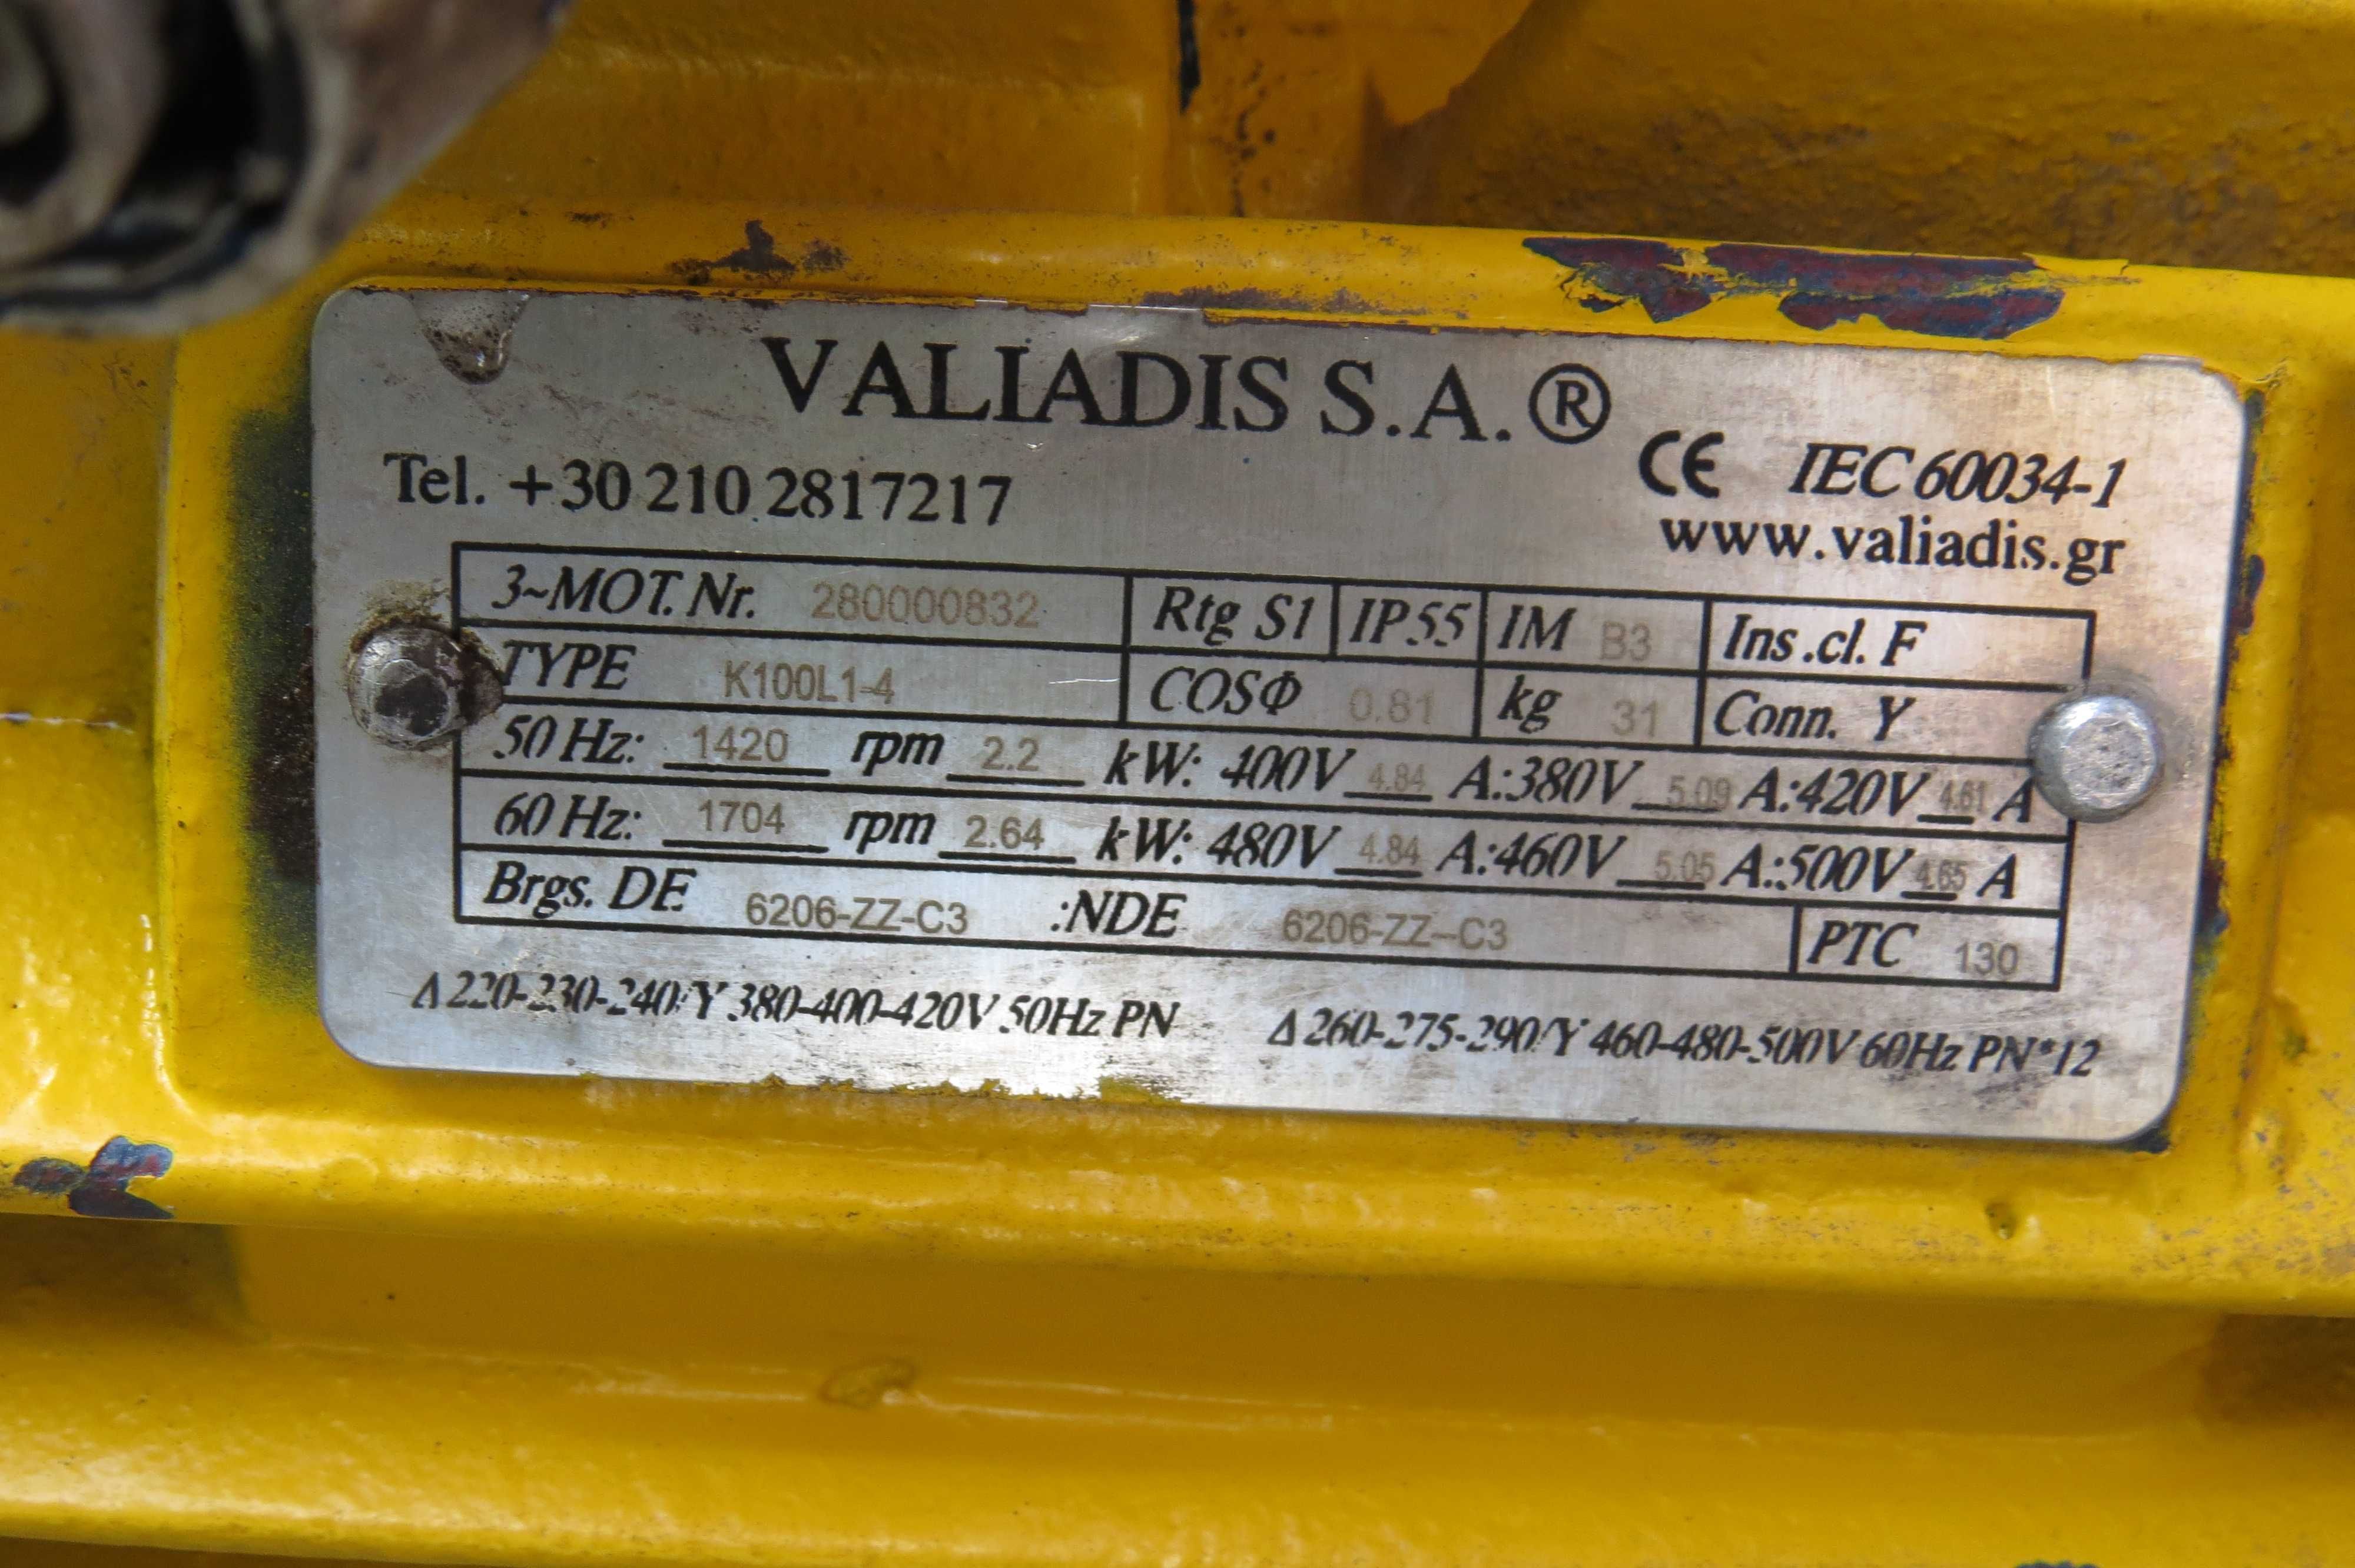 VALIADIS S.A.®
Tel. +30 210 2817217
CE IEC 60034-1
www.valiadis.gr
3~MOT. Nr. 280000832 Rtg S1 IP55 IM B3 Ins.cl. F
TYPE K100L1-4 COSΦ 0.81 kg 31 Conn. Y
50 Hz: 1420 rpm 2.2 kW: 400V 4.84 A:380V 5.09 A:420V 4.61 A
60 Hz: 1704 rpm 2.64 kW: 480V 4.84 A:460V 5.05 A:500V 4.65 A
Brgs. DE 6206-ZZ-C3 :NDE 6206-ZZ-C3 PTC 130
Δ 220-230-240/Y 380-400-420V 50Hz PN Δ 260-275-290/Y 460-480-500V 60Hz PN*12